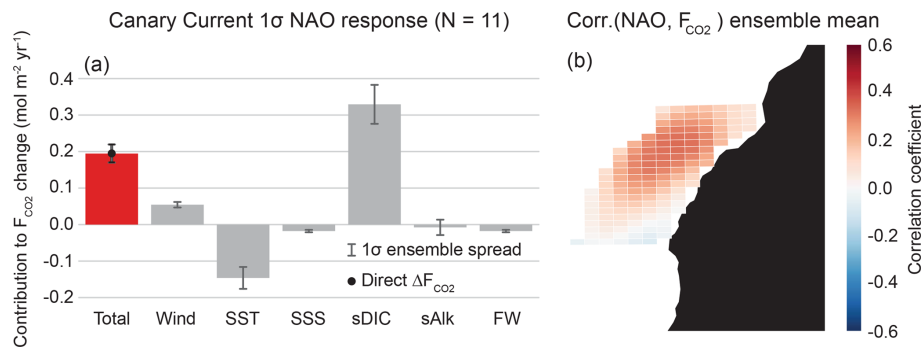 Canary Current 1σ NAO response (N = 11)
Corr.(NAO, F_CO2 ) ensemble mean
(a)
Contribution to F_CO2 change (mol m⁻² yr⁻¹)
0.4
0.3
0.2
0.1
0.0
-0.1
-0.2
1σ ensemble spread
Direct ΔF_CO2
Total Wind SST SSS sDIC sAlk FW
(b)
0.6
0.4
0.2
0.0
-0.2
-0.4
-0.6
Correlation coefficient